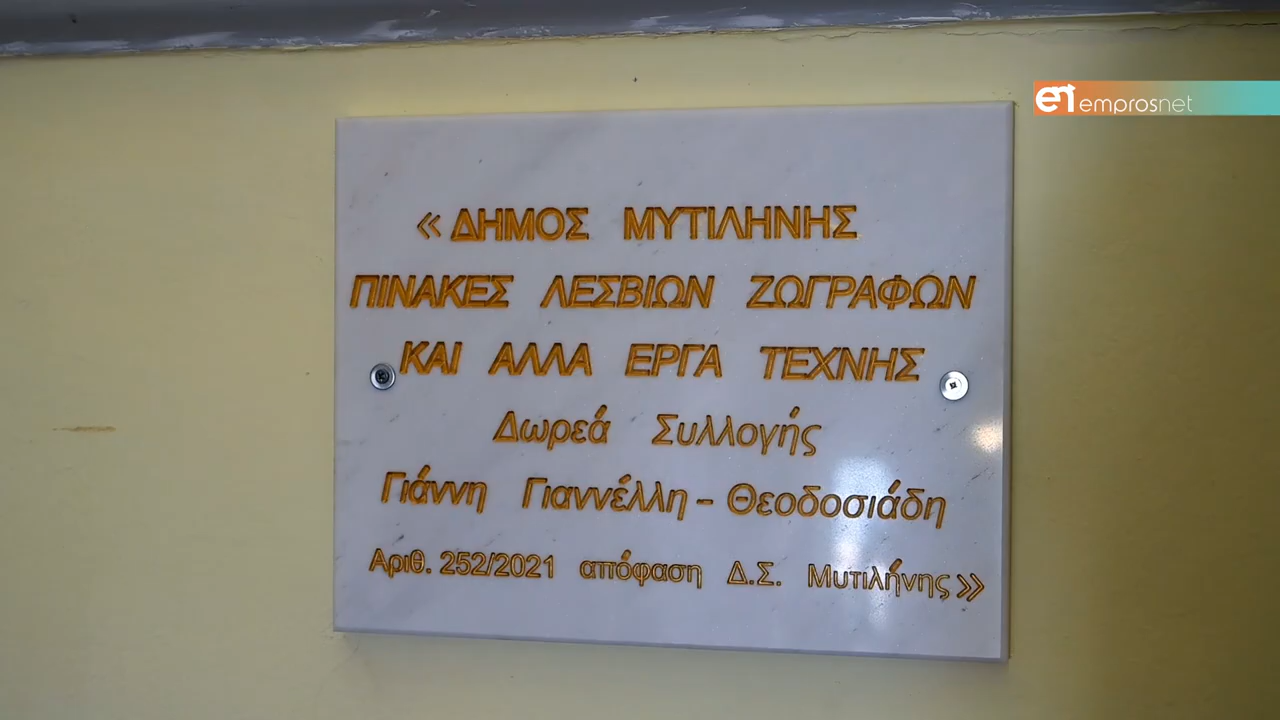 emprosnet
«ΔΗΜΟΣ ΜΥΤΙΛΗΝΗΣ
ΠΙΝΑΚΕΣ ΛΕΣΒΙΩΝ ΖΩΓΡΑΦΩΝ
ΚΑΙ ΑΛΛΑ ΕΡΓΑ ΤΕΧΝΗΣ
Δωρεά Συλλογής
Γιάννη Γιαννέλλη – Θεοδοσιάδη
Αριθ. 252/2021 απόφαση Δ.Σ. Μυτιλήνης»